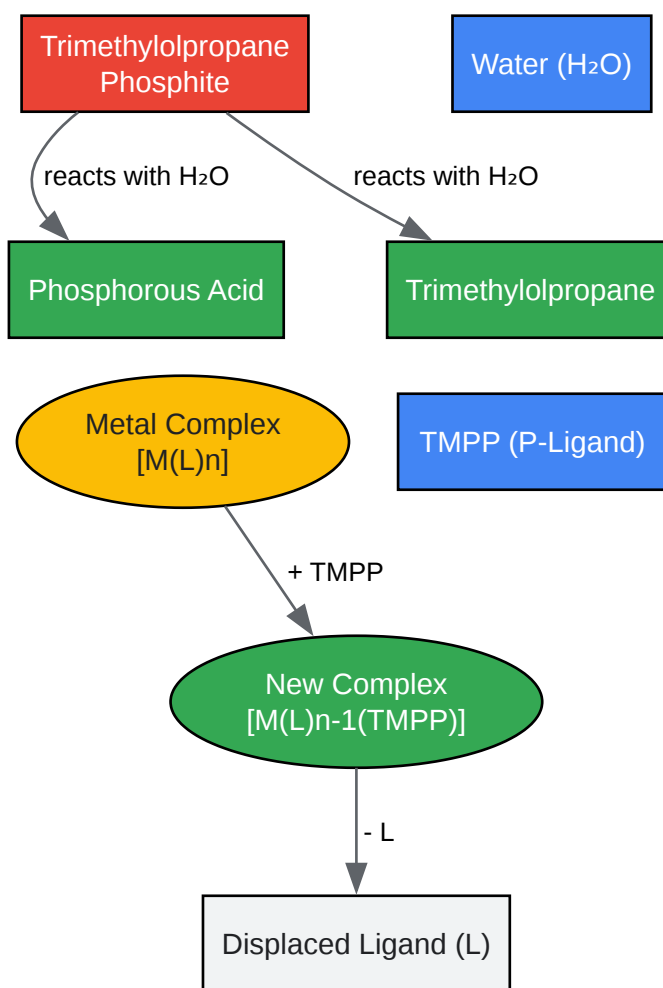 Trimethylolpropane
Phosphite
Water (H₂O)
reacts with H₂O
reacts with H₂O
Phosphorous Acid
Trimethylolpropane
Metal Complex
[M(L)n]
TMPP (P-Ligand)
+ TMPP
New Complex
[M(L)n-1(TMPP)]
- L
Displaced Ligand (L)